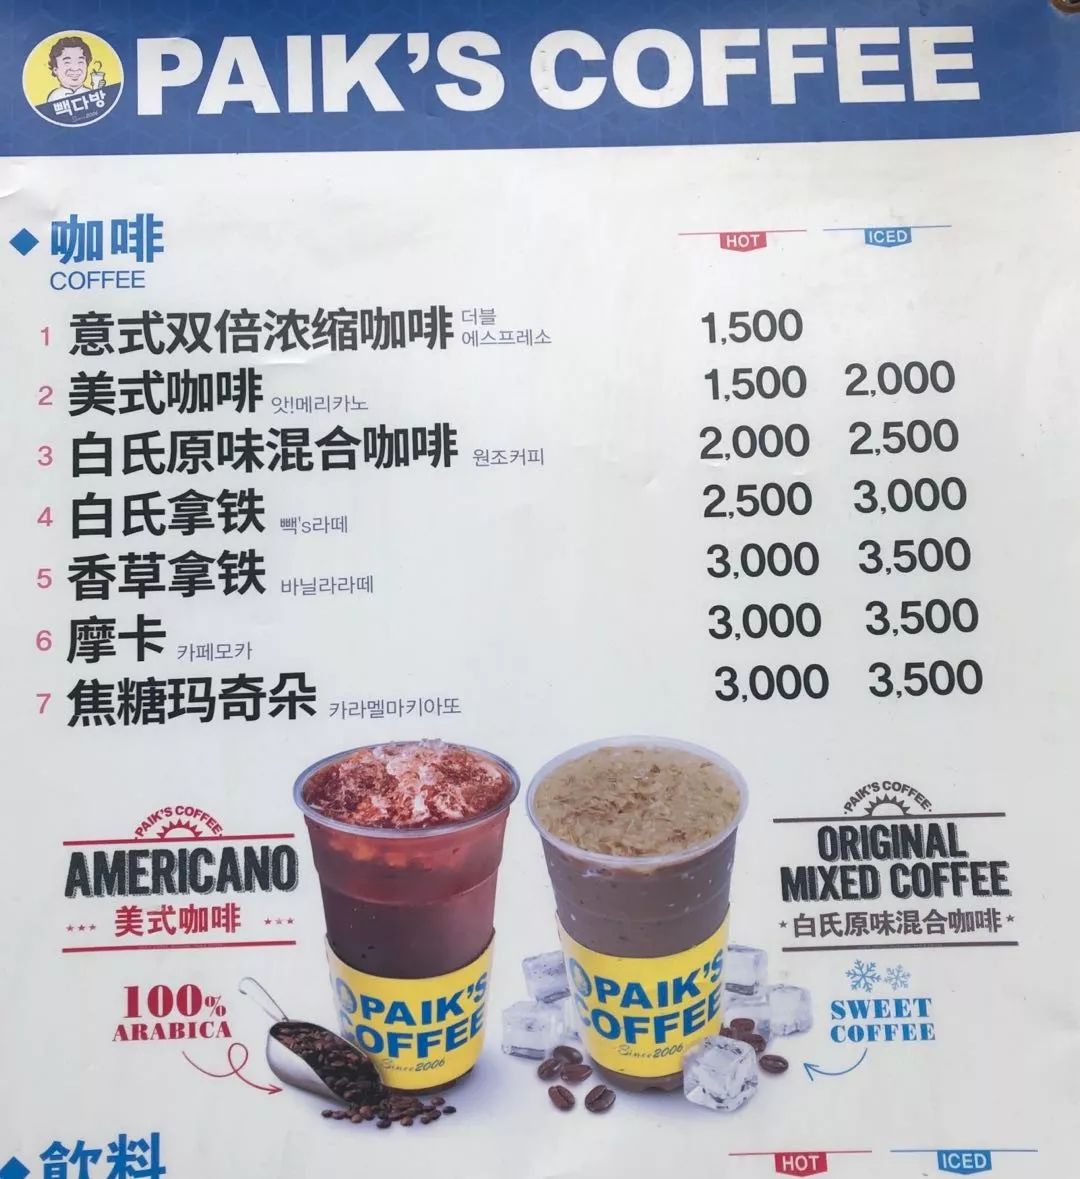 빽다방
Since 2006
PAIK'S COFFEE
咖啡
COFFEE
HOT ICED
1 意式双倍浓缩咖啡 더블 에스프레소 1,500
2 美式咖啡 앗!메리카노 1,500 2,000
3 白氏原味混合咖啡 원조커피 2,000 2,500
4 白氏拿铁 빽's라떼 2,500 3,000
5 香草拿铁 바닐라라떼 3,000 3,500
6 摩卡 카페모카 3,000 3,500
7 焦糖玛奇朵 카라멜마키아또 3,000 3,500
PAIK'S COFFEE
AMERICANO
美式咖啡
100%
ARABICA
PAIK'S
COFFEE
Since 2006
PAIK'S
COFFEE
Since 2006
PAIK'S COFFEE
ORIGINAL
MIXED COFFEE
白氏原味混合咖啡
SWEET
COFFEE
飲料
HOT ICED